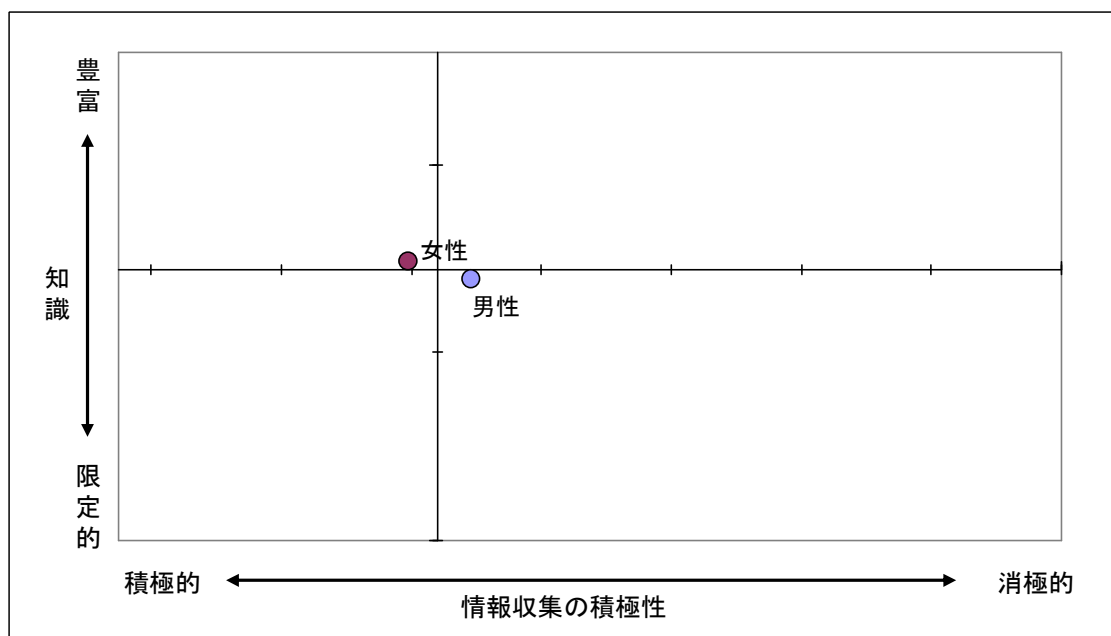 豊富
知識
限定的
女性
男性
積極的
消極的
情報収集の積極性